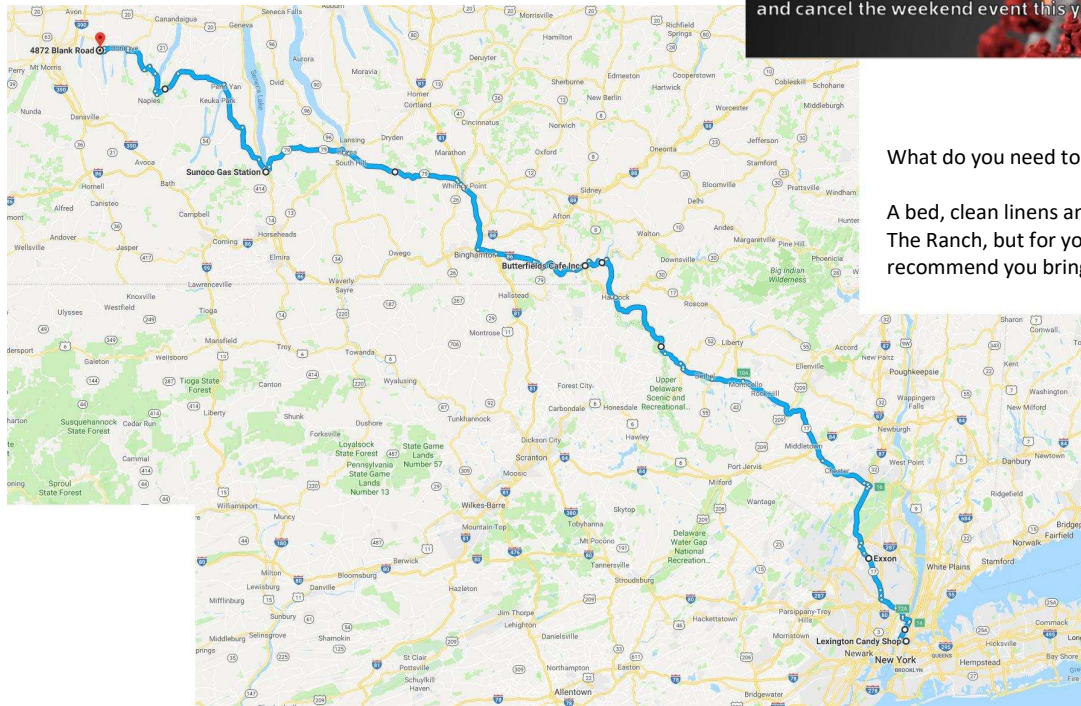 and cancel the weekend event this y
What do you need to
A bed, clean linens
The Ranch, but for
recommend you
4872 Blank Road
Sunoco Gas Station
Butterfields Cafe Inc
Exxon
Lexington Candy Shop
Avon
Canandaigua
Geneva
Seneca Falls
Auburn
Morrisville
Richfield
Springs
Perry
Mt Morris
Aurora
Hamilton
Moravia
Deruyter
Edmeston
Cooperstown
Cobleskill
Schoharie
Nunda
Naples
Penn Yan
Keuka Park
Ovid
Seneca Lake
Homer
Cortland
Sherburne
Hartwick
Middleburgh
Dansville
Lansing
Dryden
Cincinnatus
New Berlin
Norwich
Worcester
Jefferson
Avoca
South Hill
Marathon
Oxford
Oneonta
Stamford
Hornell
Bath
Whitney Point
Sidney
Bloomville
Prattsville
Windham
Alfred
Canisteo
Campbell
Horseheads
Afton
Walton
Delhi
Andes
Hunter
Wellsville
Andover
Jasper
Corning
Elmira
Owego
Binghamton
Downsville
Margaretville
Pine Hill
Phoenicia
Lawrenceville
Waverly
Sayre
Hallstead
Hancock
Roscoe
Big Indian
Wilderness
Ulysses
Westfield
Knoxville
Tioga
Montrose
Galeton
Wellsboro
Mansfield
Troy
Towanda
Wyalusing
Liberty
Accord
New Paltz
Ellenville
Poughkeepsie
Sharon
Cornwall
Kent
Tioga State
Forest
Canton
Forest City
Upper
Delaware
Scenic and
Recreational...
Bethel
Monticello
Rock Hill
Wappingers
Falls
Washington
New Milford
Susquehannock
State Forest
Cedar Run
Liberty
Shunk
Dushore
Tunkhannock
Carbondale
Honesdale
Newburgh
Forksville
Loyalsock
State Forest
State Game
Lands
Number 57
Dickson City
Hawley
Middletown
Danbury
Newtown
Cammal
Pennsylvania
State Game
Lands
Number 13
Scranton
Moosic
Port Jervis
Chester
West Point
Sproul
State Forest
Milford
Wantage
Ridgefield
Williamsport
Muncy
Wilkes-Barre
Skytop
Fairfield
Mountain Top
Tobyhanna
Mt Pocono
Delaware
Water Gap
National
Recreation...
Norwalk
Stamford
Milton
Lewisburg
Bloomsburg
Danville
Berwick
Hazleton
Tannersville
Stroudsburg
White Plains
Mifflinburg
Parsippany-Troy
Hills
Sunbury
Shamokin
Jim Thorpe
Lehighton
Hackettstown
Morristown
Commack
Middleburg
Selinsgrove
Danielsville
Newark
New York
QUEENS
BROOKLYN
Hicksville
Hempstead
Bay Shore
St Clair
Pottsville
Schuylkill
Haven
Northampton
Easton
Allentown
Bridgewater